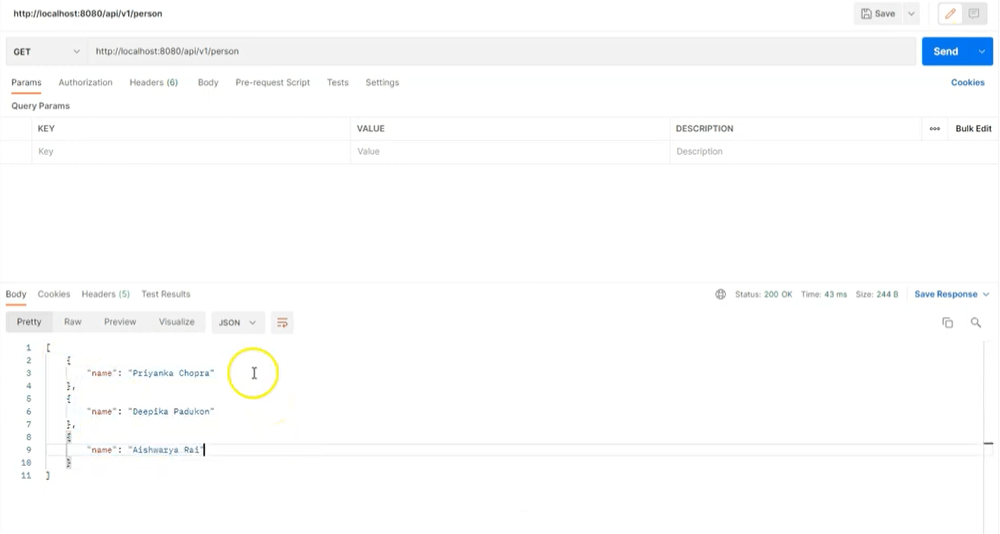 http://localhost:8080/api/v1/person Save
GET http://localhost:8080/api/v1/person Send
Params Authorization Headers (6) Body Pre-request Script Tests Settings Cookies
Query Params
KEY VALUE DESCRIPTION Bulk Edit
Key Value Description
Body Cookies Headers (5) Test Results Status: 200 OK Time: 43 ms Size: 244 B Save Response
Pretty Raw Preview Visualize JSON
1 [
2 {
3 "name": "Priyanka Chopra"
4 },
5 {
6 "name": "Deepika Padukon"
7 },
8 {
9 "name": "Aishwarya Rai"
10 }
11 ]